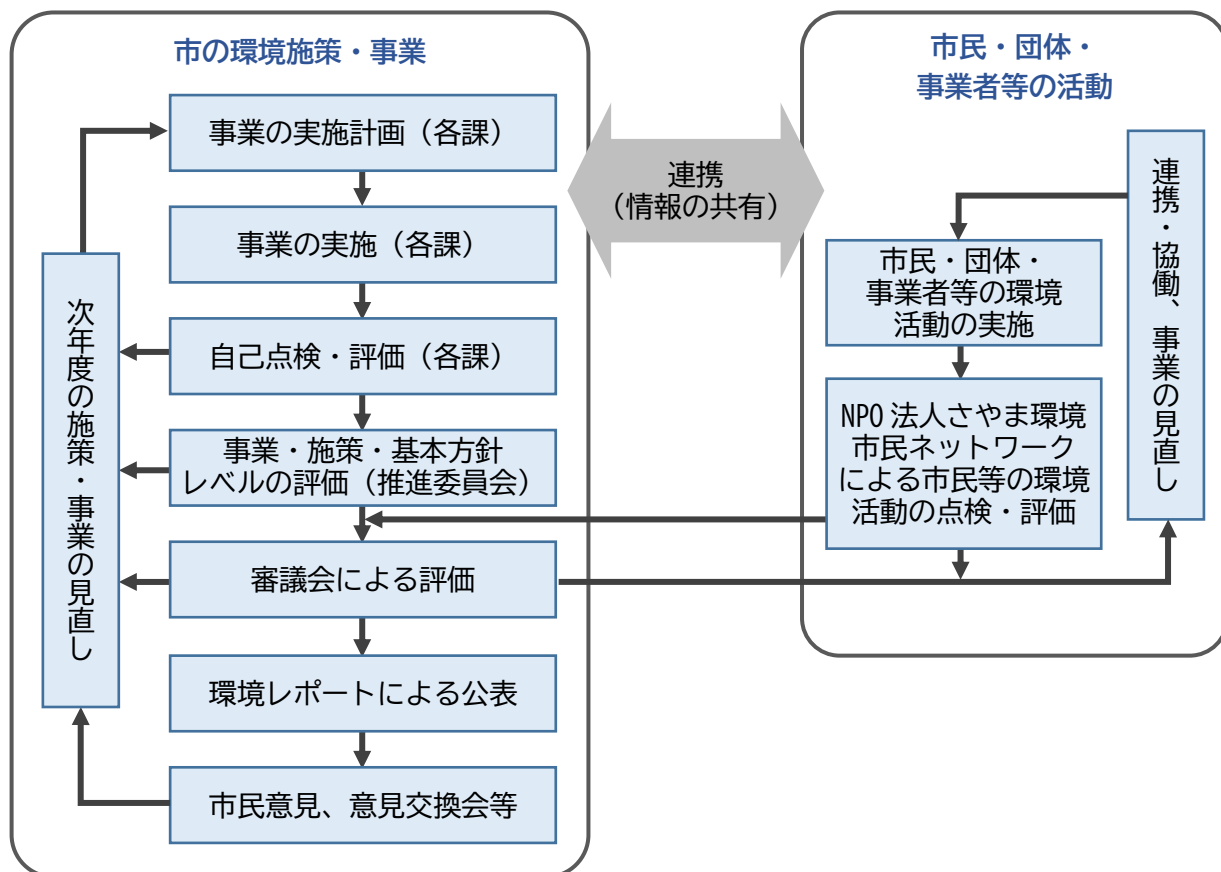 市の環境施策・事業
事業の実施計画（各課）
事業の実施（各課）
自己点検・評価（各課）
事業・施策・基本方針
レベルの評価（推進委員会）
審議会による評価
環境レポートによる公表
市民意見、意見交換会等
次年度の施策・事業の見直し
連携
（情報の共有）
市民・団体・
事業者等の活動
市民・団体・
事業者等の環境
活動の実施
NPO法人さやま環境
市民ネットワーク
による市民等の環境
活動の点検・評価
連携・協働、事業の見直し